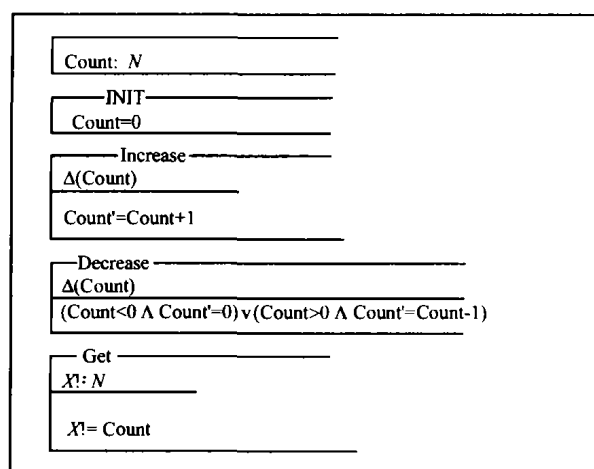 Count: N
INIT
Count=0
Increase
Δ(Count)
Count'=Count+1
Decrease
Δ(Count)
(Count<0 Λ Count'=0)v(Count>0 Λ Count'=Count-1)
Get
X!: N
X!= Count